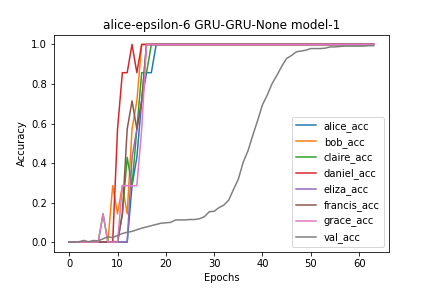 alice-epsilon-6 GRU-GRU-None model-1
1.0
0.8
0.6
0.4
0.2
0.0
Accuracy
0 10 20 30 40 50 60
Epochs
alice_acc
bob_acc
claire_acc
daniel_acc
eliza_acc
francis_acc
grace_acc
val_acc